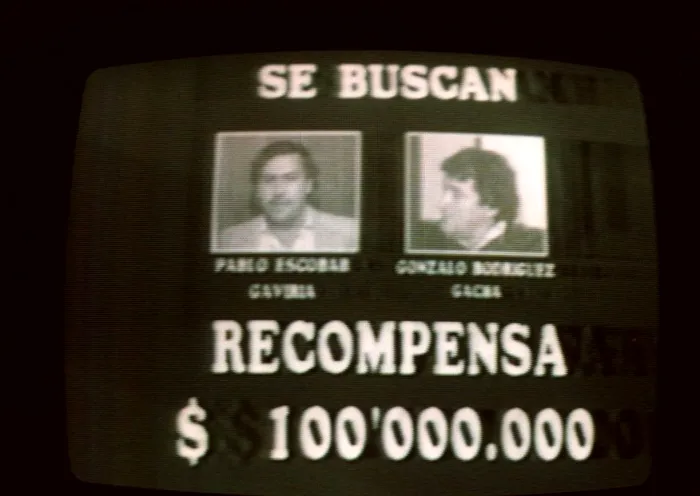 SE BUSCAN
PABLO ESCOBAR GONZALO RODRIGUEZ
GAVIRIA GACHA
RECOMPENSA
$ 100'000.000